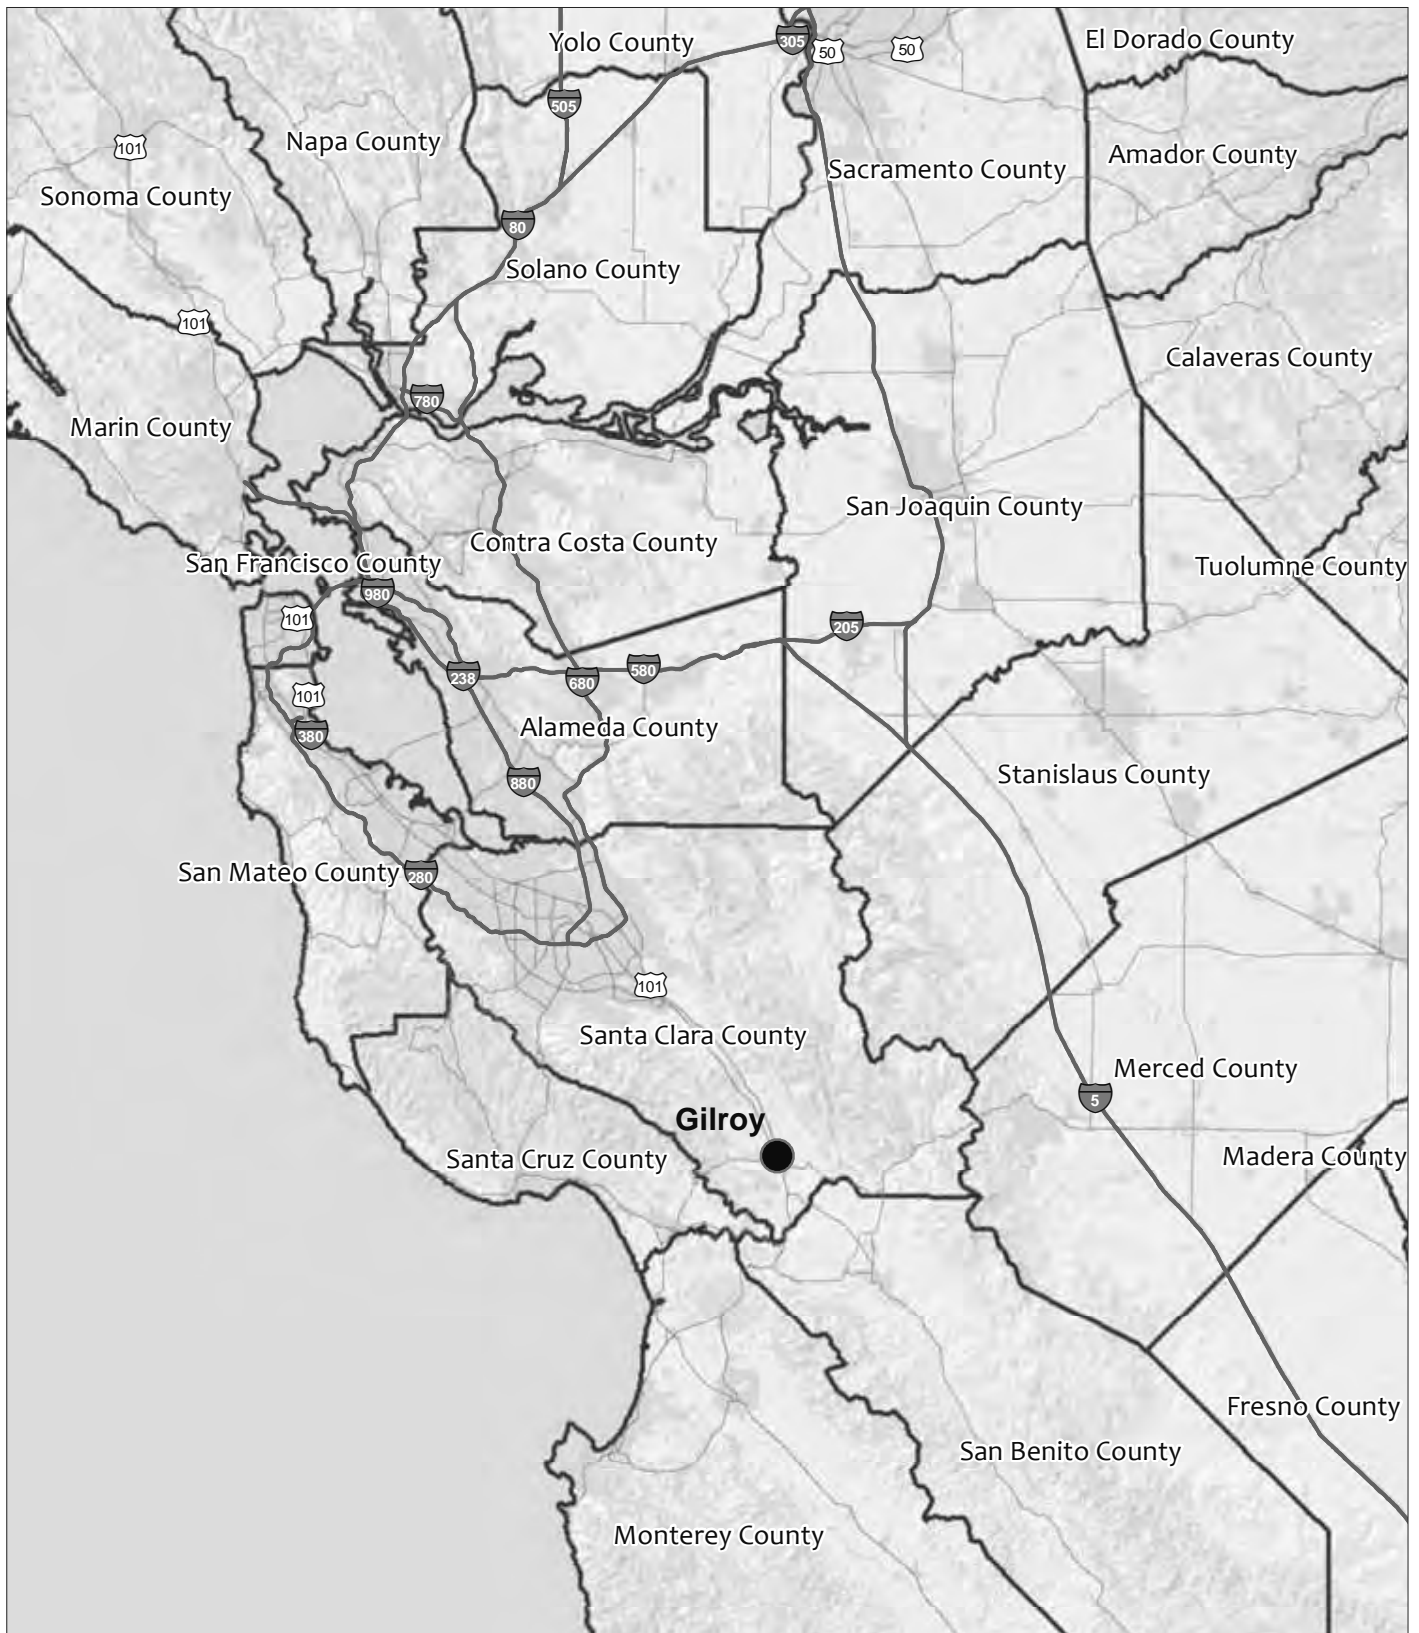 Yolo County
305
50
50
El Dorado County
505
Napa County
101
Sacramento County
Amador County
Sonoma County
80
Solano County
101
Calaveras County
780
Marin County
San Joaquin County
Contra Costa County
San Francisco County
Tuolumne County
980
101
205
238
680
580
101
380
Alameda County
880
Stanislaus County
San Mateo County
280
101
Santa Clara County
Merced County
5
Gilroy
Santa Cruz County
Madera County
Fresno County
San Benito County
Monterey County